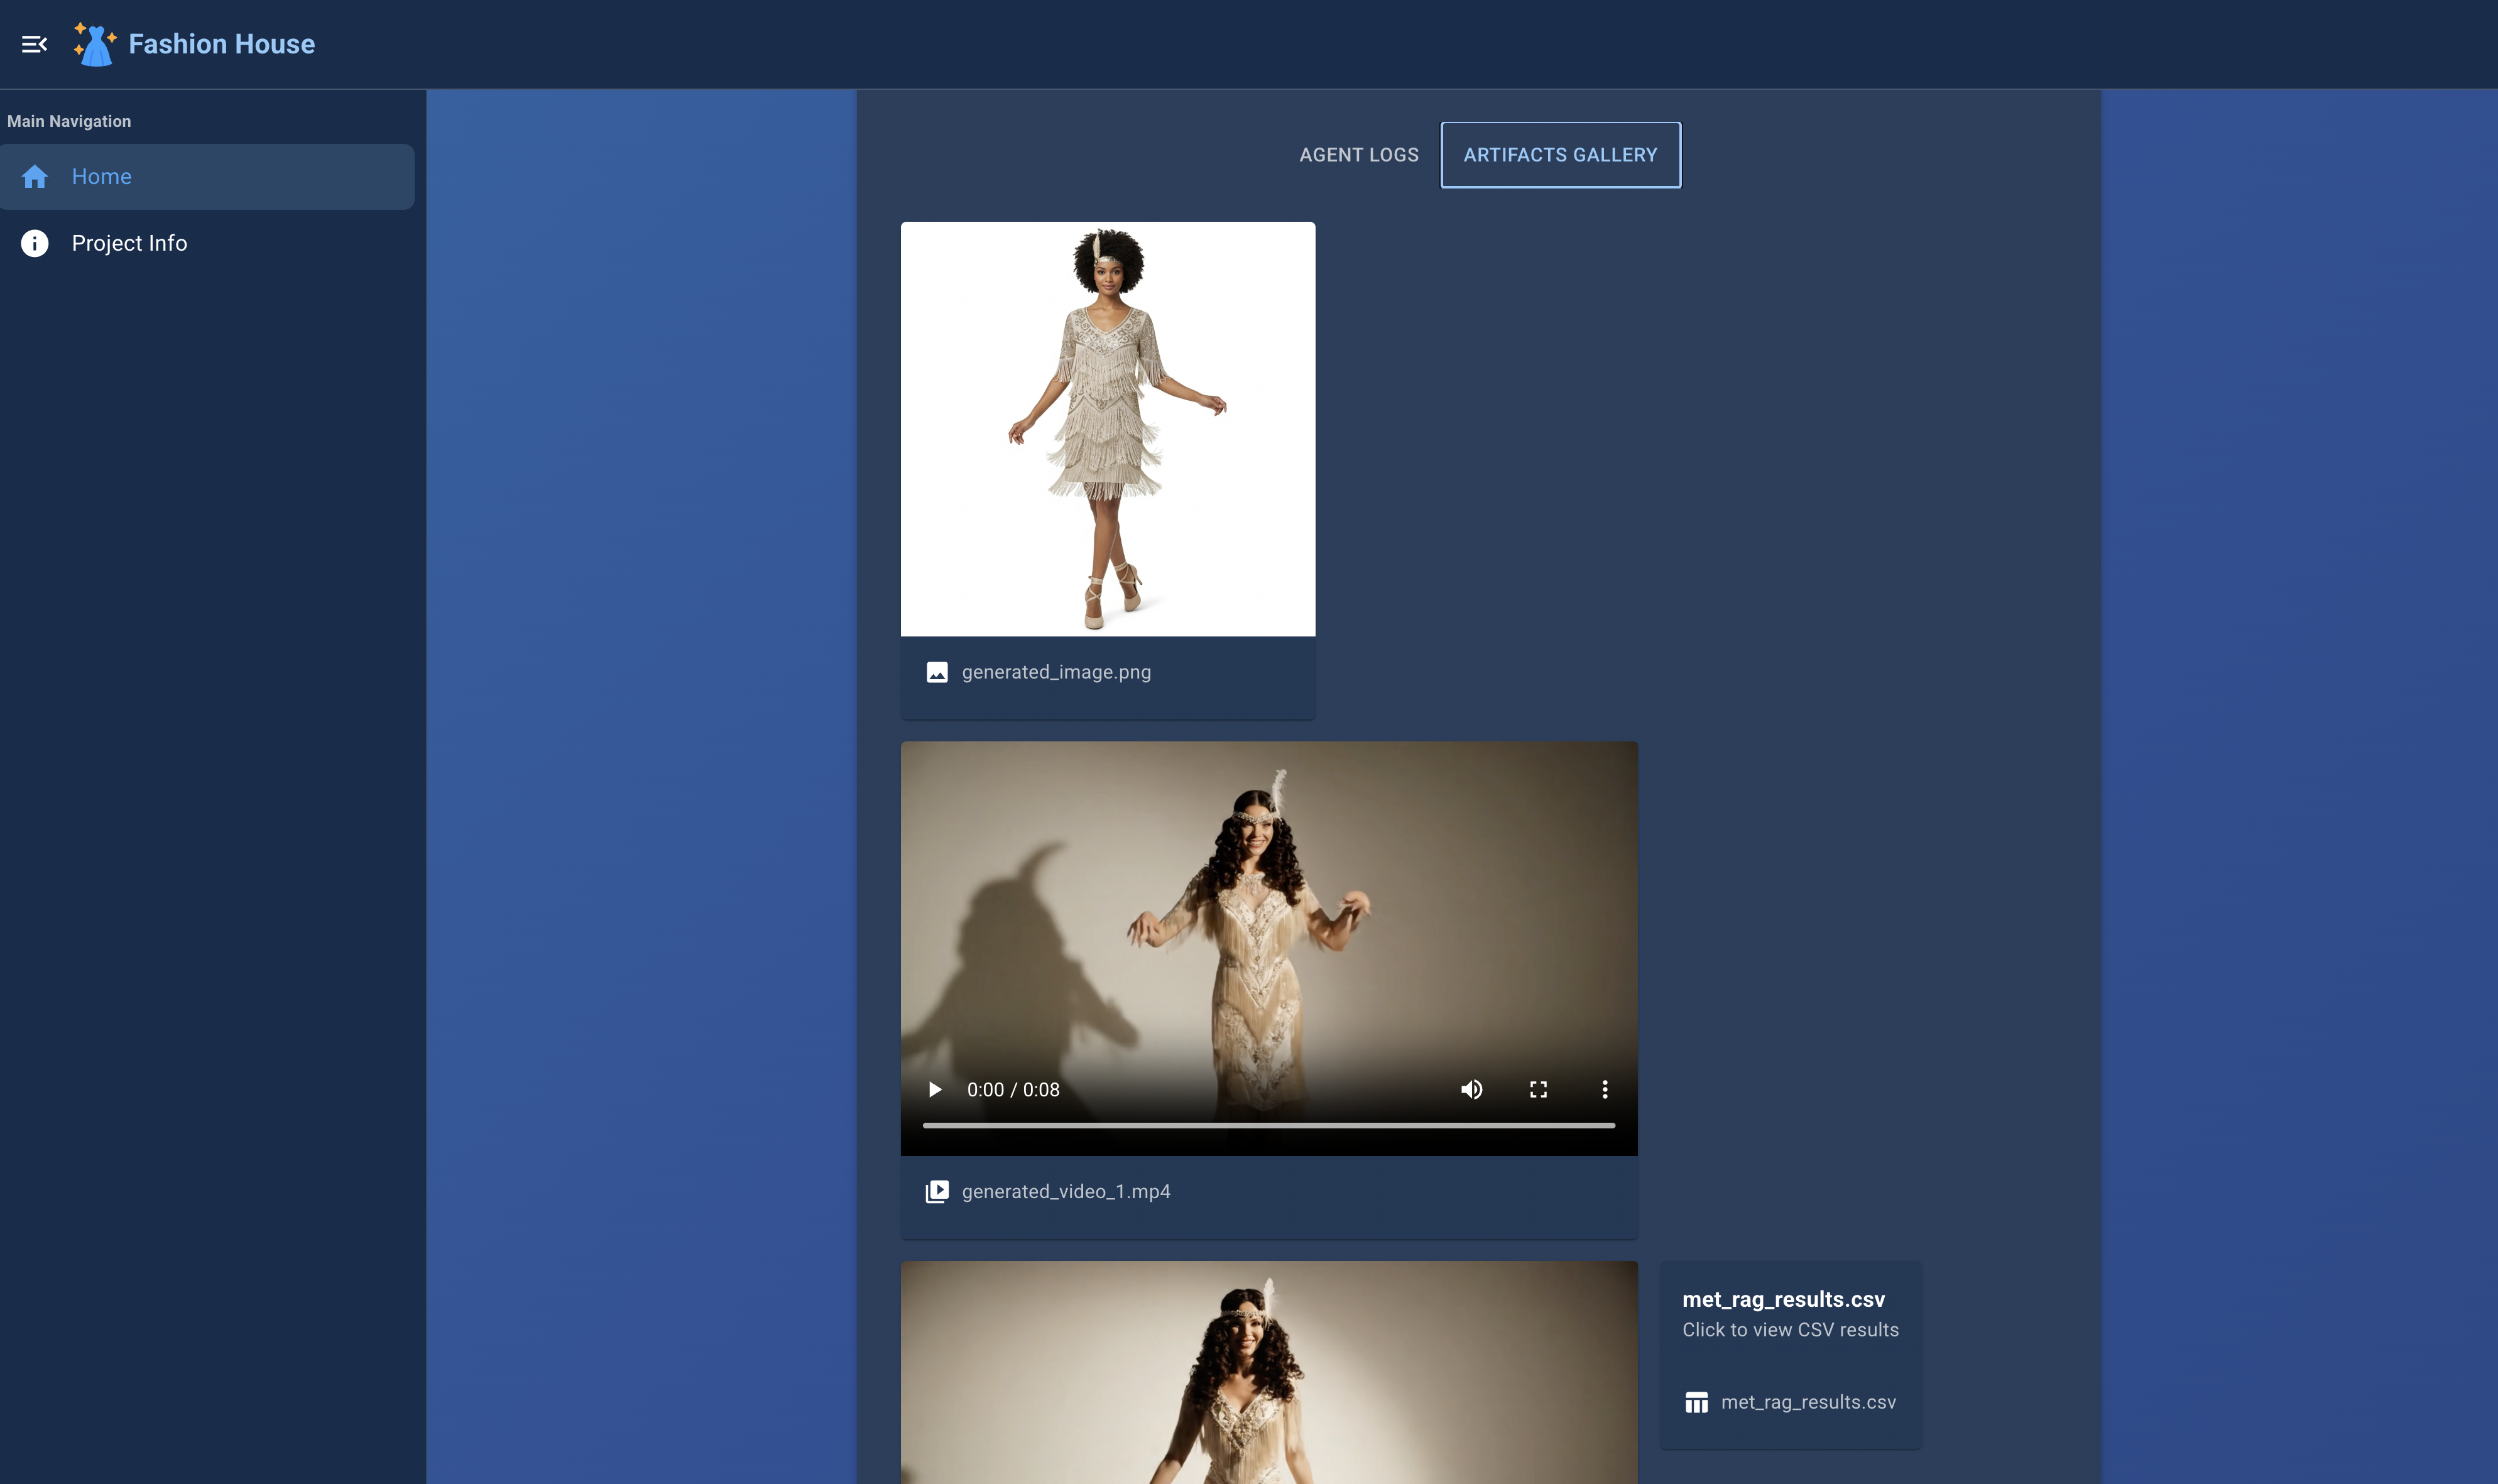 Fashion House
Main Navigation
Home
Project Info
AGENT LOGS
ARTIFACTS GALLERY
generated_image.png
0:00 / 0:08
generated_video_1.mp4
met_rag_results.csv
Click to view CSV results
met_rag_results.csv